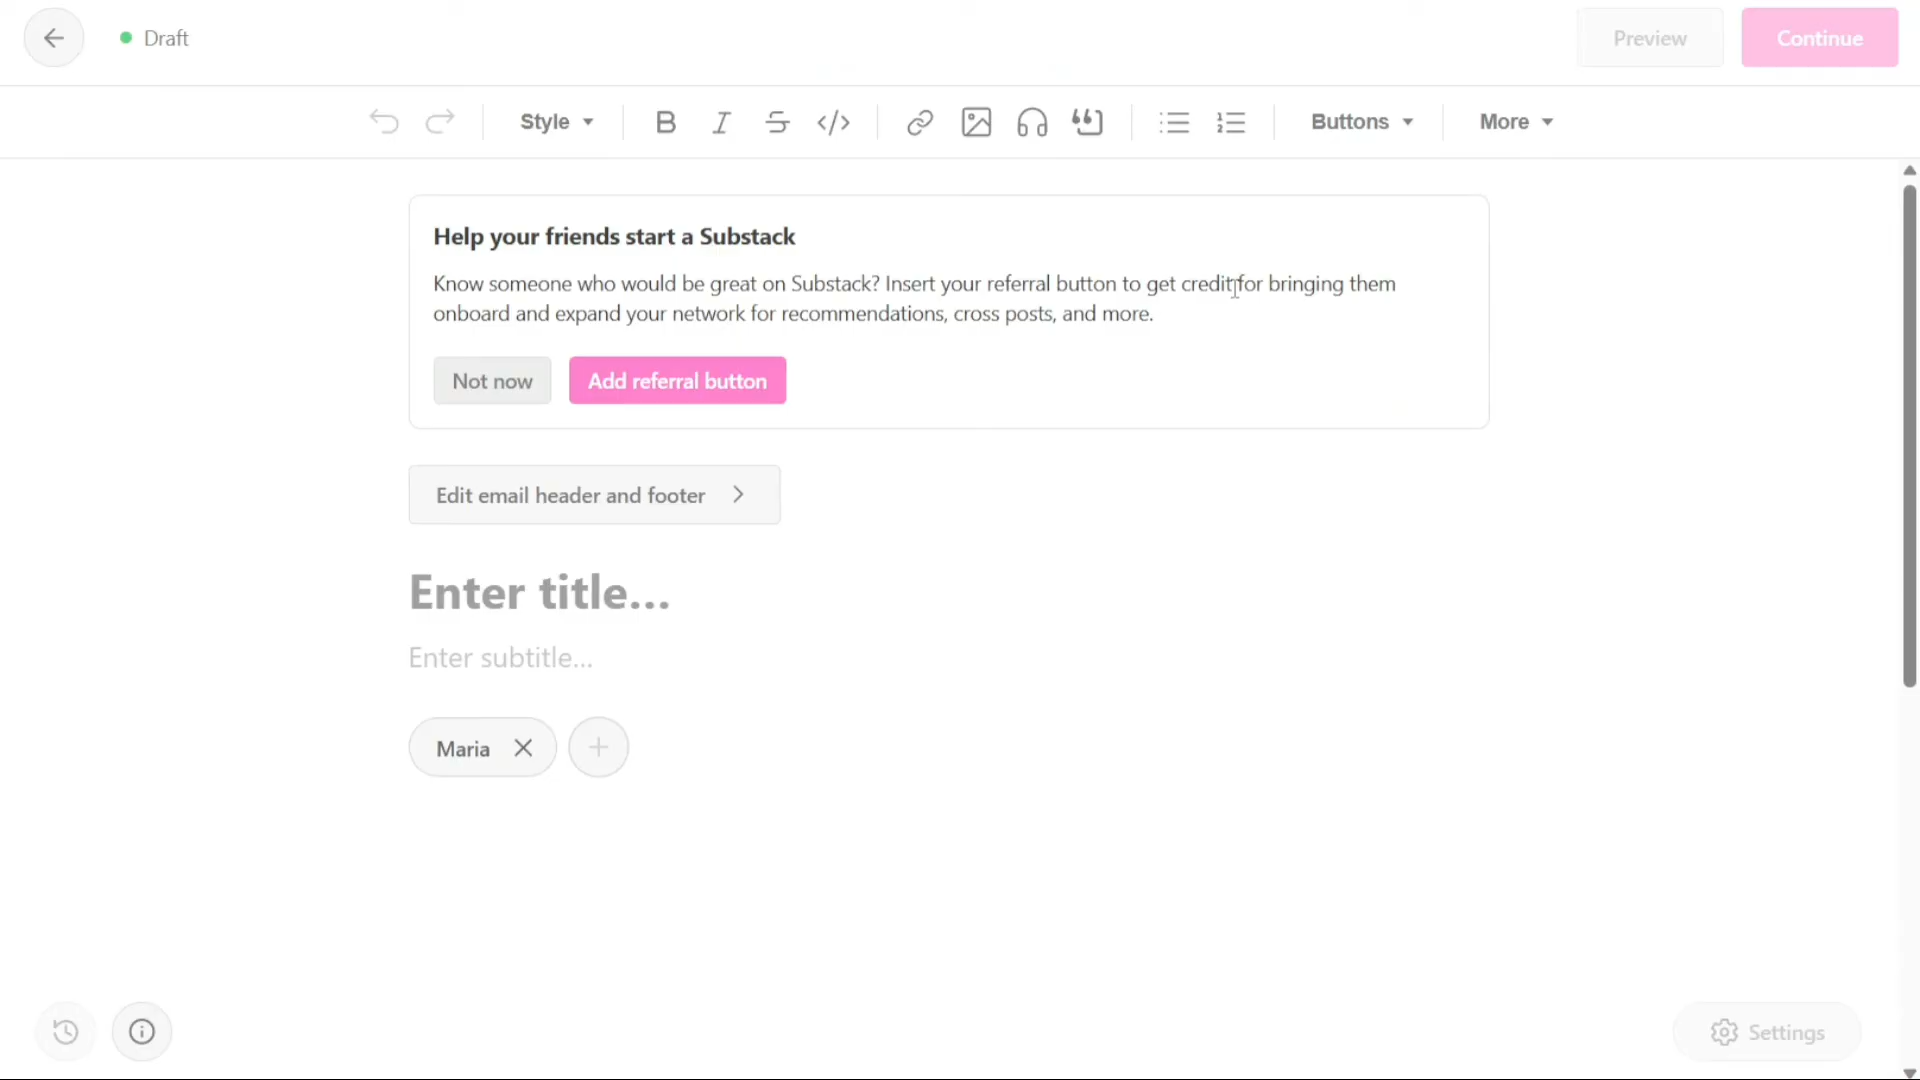 Draft
Preview
Continue
Style
Buttons
More
Help your friends start a Substack
Know someone who would be great on Substack? Insert your referral button to get credit for bringing them
onboard and expand your network for recommendations, cross posts, and more.
Not now
Add referral button
Edit email header and footer
Enter title...
Enter subtitle...
Maria
Settings